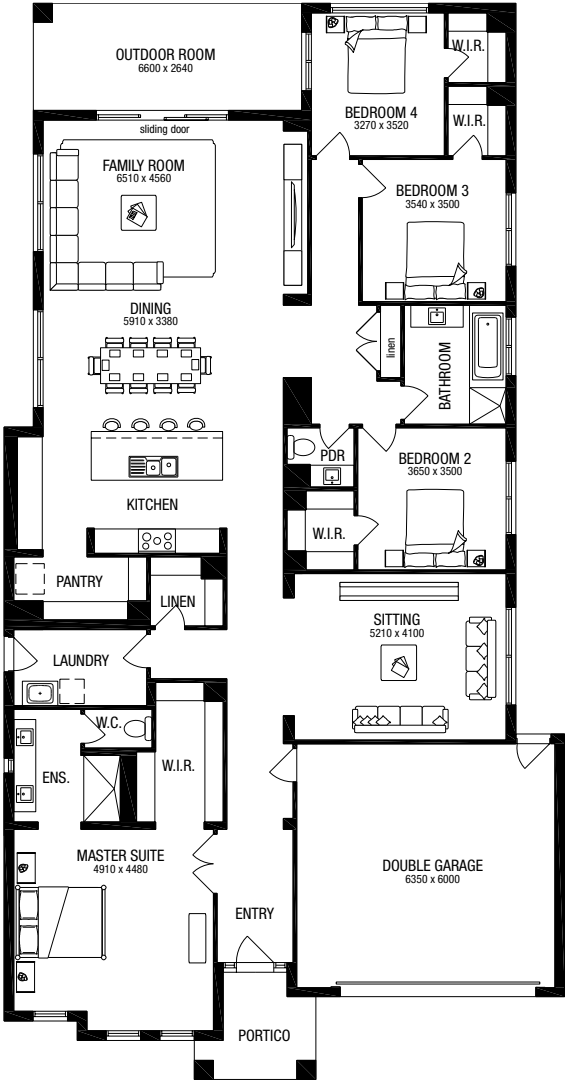 OUTDOOR ROOM
6600 x 2640
W.I.R.
BEDROOM 4
3270 x 3520
W.I.R.
sliding door
FAMILY ROOM
6510 x 4560
BEDROOM 3
3540 x 3500
DINING
5910 x 3380
linen
BATHROOM
PDR
BEDROOM 2
3650 x 3500
KITCHEN
W.I.R.
PANTRY
LINEN
SITTING
5210 x 4100
LAUNDRY
W.C.
ENS.
W.I.R.
MASTER SUITE
4910 x 4480
DOUBLE GARAGE
6350 x 6000
ENTRY
PORTICO